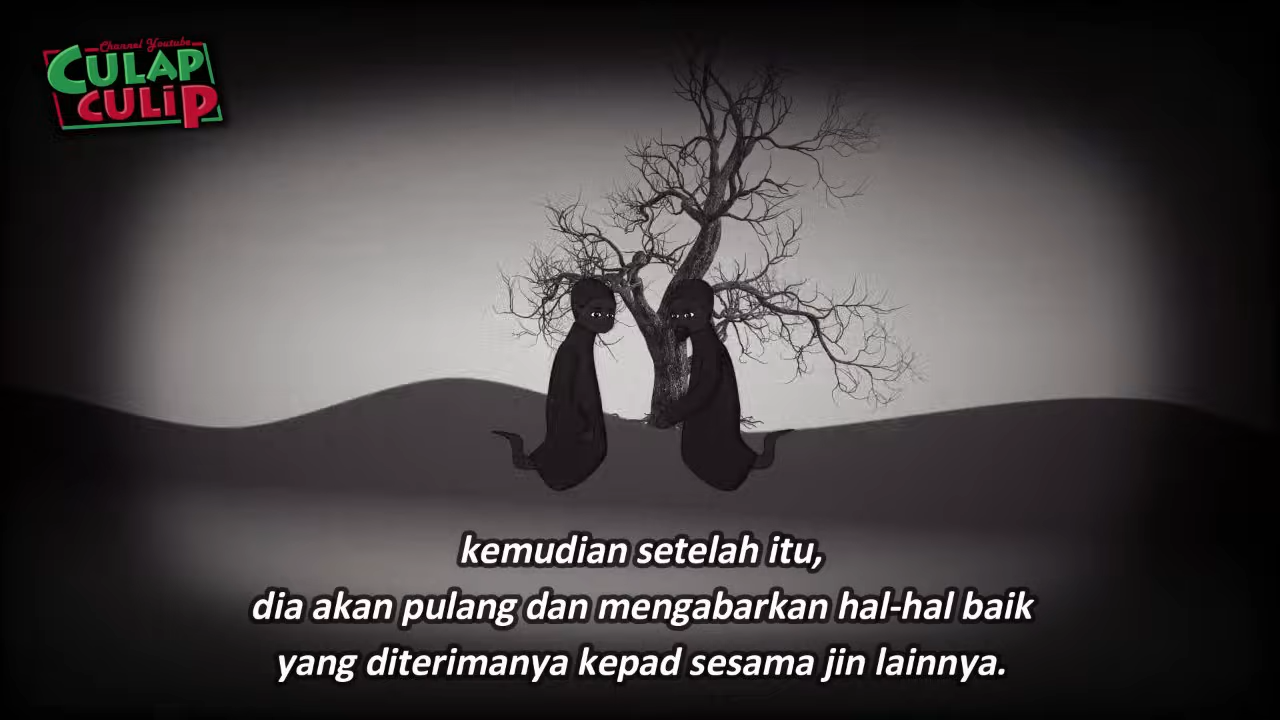 Channel Youtube
CULAP
CULIP
kemudian setelah itu,
dia akan pulang dan mengabarkan hal-hal baik
yang diterimanya kepad sesama jin lainnya.